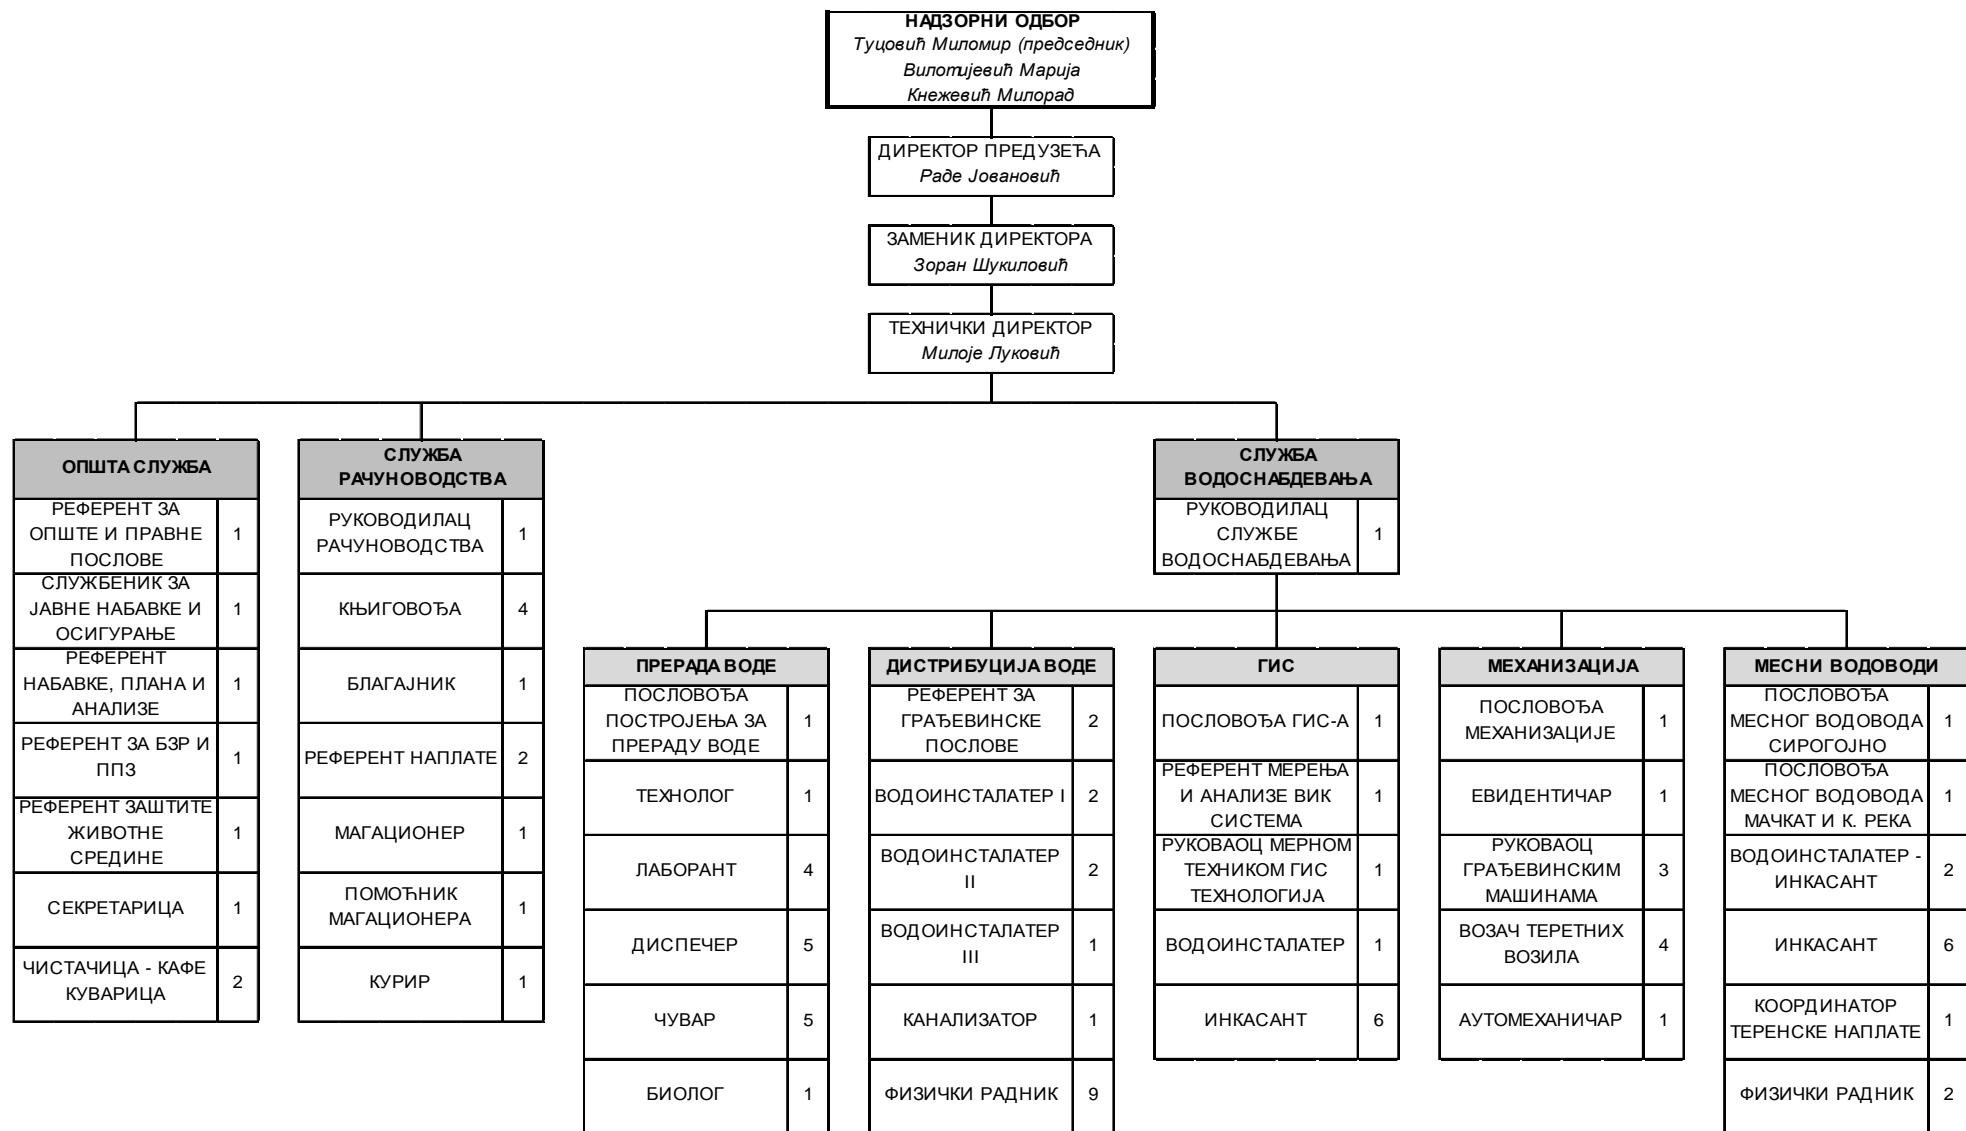 НАДЗОРНИ ОДБОР
Туцовић Миломир (председник)
Вилотијевић Марија
Кнежевић Милорад
ДИРЕКТОР ПРЕДУЗЕЋА
Раде Јовановић
ЗАМЕНИК ДИРЕКТОРА
Зоран Шукиловић
ТЕХНИЧКИ ДИРЕКТОР
Милоје Луковић
ОПШТА СЛУЖБА
РЕФЕРЕНТ ЗА
ОПШТЕ И ПРАВНЕ
ПОСЛОВЕ
1
СЛУЖБЕНИК ЗА
ЈАВНЕ НАБАВКЕ И
ОСИГУРАЊЕ
1
РЕФЕРЕНТ
НАБАВКЕ, ПЛАНА И
АНАЛИЗЕ
1
РЕФЕРЕНТ ЗА БЗР И
ППЗ
1
РЕФЕРЕНТ ЗАШТИТЕ
ЖИВОТНЕ
СРЕДИНЕ
1
СЕКРЕТАРИЦА
1
ЧИСТАЧИЦА - КАФЕ
КУВАРИЦА
2
СЛУЖБА
РАЧУНОВОДСТВА
РУКОВОДИЛАЦ
РАЧУНОВОДСТВА
1
КЊИГОВОЂА
4
БЛАГАЈНИК
1
РЕФЕРЕНТ НАПЛАТЕ
2
МАГАЦИОНЕР
1
ПОМОЋНИК
МАГАЦИОНЕРА
1
КУРИР
1
СЛУЖБА
ВОДОСНАБДЕВАЊА
РУКОВОДИЛАЦ
СЛУЖБЕ
ВОДОСНАБДЕВАЊА
1
ПРЕРАДА ВОДЕ
ПОСЛОВОЂА
ПОСТРОЈЕЊА ЗА
ПРЕРАДУ ВОДЕ
1
ТЕХНОЛОГ
1
ЛАБОРАНТ
4
ДИСПЕЧЕР
5
ЧУВАР
5
БИОЛОГ
1
ДИСТРИБУЦИЈА ВОДЕ
РЕФЕРЕНТ ЗА
ГРАЂЕВИНСКЕ
ПОСЛОВЕ
2
ВОДОИНСТАЛАТЕР I
2
ВОДОИНСТАЛАТЕР
II
2
ВОДОИНСТАЛАТЕР
III
1
КАНАЛИЗАТОР
1
ФИЗИЧКИ РАДНИК
9
ГИС
ПОСЛОВОЂА ГИС-А
1
РЕФЕРЕНТ МЕРЕЊА
И АНАЛИЗЕ ВИК
СИСТЕМА
1
РУКОВАОЦ МЕРНОМ
ТЕХНИКОМ ГИС
ТЕХНОЛОГИЈА
1
ВОДОИНСТАЛАТЕР
1
ИНКАСАНТ
6
МЕХАНИЗАЦИЈА
ПОСЛОВОЂА
МЕХАНИЗАЦИЈЕ
1
ЕВИДЕНТИЧАР
1
РУКОВАОЦ
ГРАЂЕВИНСКИМ
МАШИНАМА
3
ВОЗАЧ ТЕРЕТНИХ
ВОЗИЛА
4
АУТОМЕХАНИЧАР
1
МЕСНИ ВОДОВОДИ
ПОСЛОВОЂА
МЕСНОГ ВОДОВОДА
СИРОГОЈНО
1
ПОСЛОВОЂА
МЕСНОГ ВОДОВОДА
МАЧКАТ И К. РЕКА
1
ВОДОИНСТАЛАТЕР -
ИНКАСАНТ
2
ИНКАСАНТ
6
КООРДИНАТОР
ТЕРЕНСКЕ НАПЛАТЕ
1
ФИЗИЧКИ РАДНИК
2